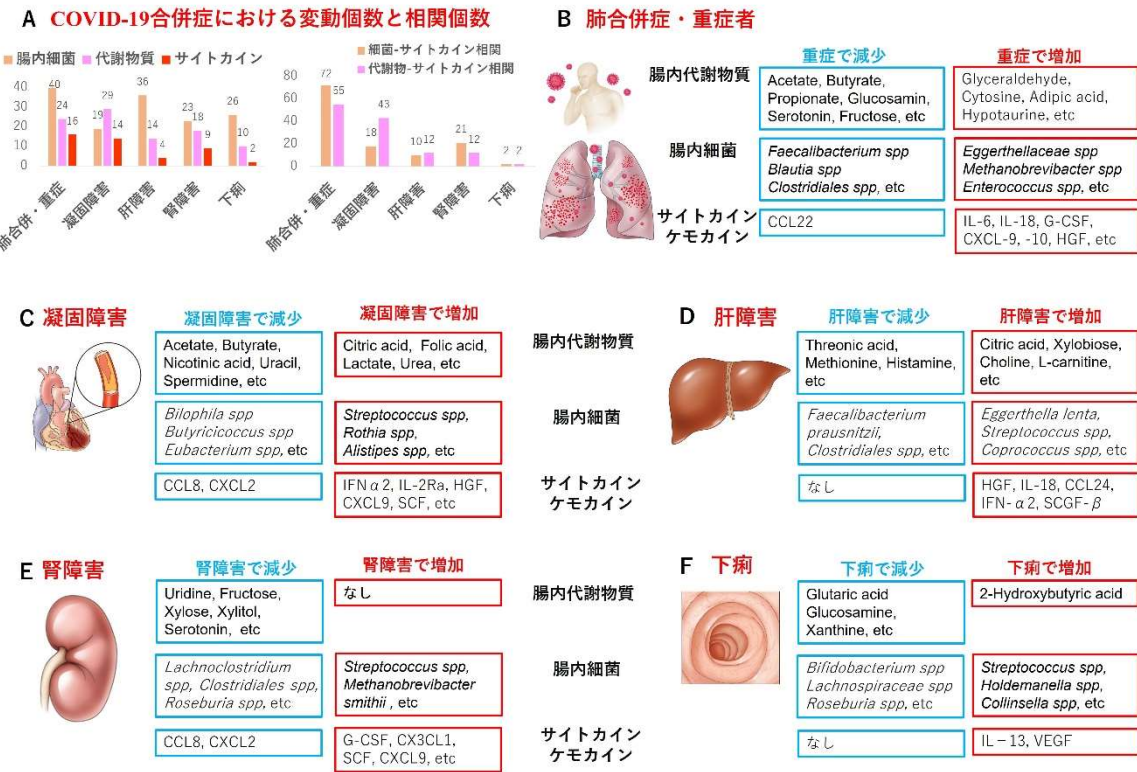 A COVID-19合併症における変動個数と相関個数
腸内細菌 代謝物質 サイトカイン
40
30
20
10
0
40 24 16
19 29 14
36 14 4
23 18 9
26 10 2
肺合併・重症
凝固障害
肝障害
腎障害
下痢
細菌-サイトカイン相関
代謝物-サイトカイン相関
80
60
40
20
0
72 55
18 43
10 12
21 12
2 2
肺合併・重症
凝固障害
肝障害
腎障害
下痢
B 肺合併症・重症者
重症で減少
重症で増加
腸内代謝物質
Acetate, Butyrate,
Propionate, Glucosamin,
Serotonin, Fructose, etc
Glyceraldehyde,
Cytosine, Adipic acid,
Hypotaurine, etc
腸内細菌
Faecalibacterium spp
Blautia spp
Clostridiales spp, etc
Eggerthellaceae spp
Methanobrevibacter spp
Enterococcus spp, etc
サイトカイン
ケモカイン
CCL22
IL-6, IL-18, G-CSF,
CXCL-9, -10, HGF, etc
C 凝固障害
凝固障害で減少
凝固障害で増加
腸内代謝物質
Acetate, Butyrate,
Nicotinic acid, Uracil,
Spermidine, etc
Citric acid, Folic acid,
Lactate, Urea, etc
腸内細菌
Bilophila spp
Butyricicoccus spp
Eubacterium spp, etc
Streptococcus spp,
Rothia spp,
Alistipes spp, etc
サイトカイン
ケモカイン
CCL8, CXCL2
IFNα2, IL-2Ra, HGF,
CXCL9, SCF, etc
D 肝障害
肝障害で減少
肝障害で増加
Threonic acid,
Methionine, Histamine,
etc
Citric acid, Xylobiose,
Choline, L-carnitine,
etc
Faecalibacterium
prausnitzii,
Clostridiales spp, etc
Eggerthella lenta,
Streptococcus spp,
Coprococcus spp, etc
なし
HGF, IL-18, CCL24,
IFN-α2, SCGF-β
E 腎障害
腎障害で減少
腎障害で増加
腸内代謝物質
Uridine, Fructose,
Xylose, Xylitol,
Serotonin, etc
なし
腸内細菌
Lachnoclostridium
spp, Clostridiales spp,
Roseburia spp, etc
Streptococcus spp,
Methanobrevibacter
smithii , etc
サイトカイン
ケモカイン
CCL8, CXCL2
G-CSF, CX3CL1,
SCF, CXCL9, etc
F 下痢
下痢で減少
下痢で増加
Glutaric acid
Glucosamine,
Xanthine, etc
2-Hydroxybutyric acid
Bifidobacterium spp
Lachnospiraceae spp
Roseburia spp, etc
Streptococcus spp,
Holdemanella spp,
Collinsella spp, etc
なし
IL－13, VEGF